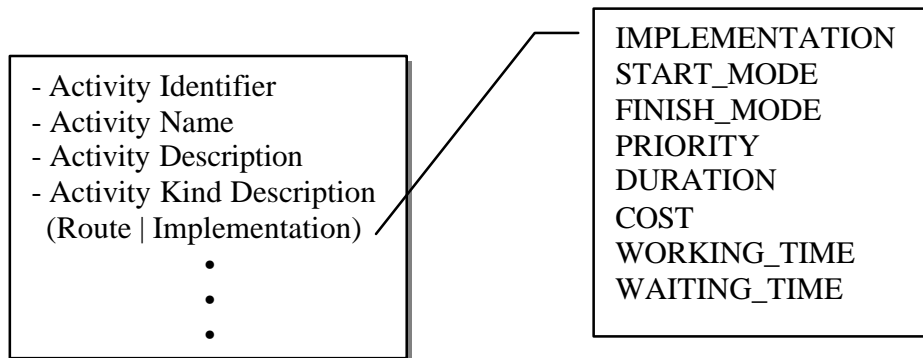 - Activity Identifier
- Activity Name
- Activity Description
- Activity Kind Description
(Route | Implementation)
•
•
•
IMPLEMENTATION
START_MODE
FINISH_MODE
PRIORITY
DURATION
COST
WORKING_TIME
WAITING_TIME